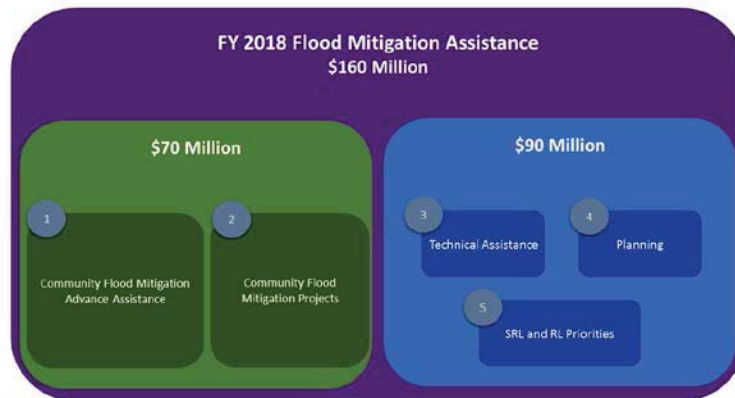 FY 2018 Flood Mitigation Assistance
$160 Million
$70 Million
1
Community Flood Mitigation
Advance Assistance
2
Community Flood
Mitigation Projects
$90 Million
3
Technical Assistance
4
Planning
5
SRL and RL Priorities